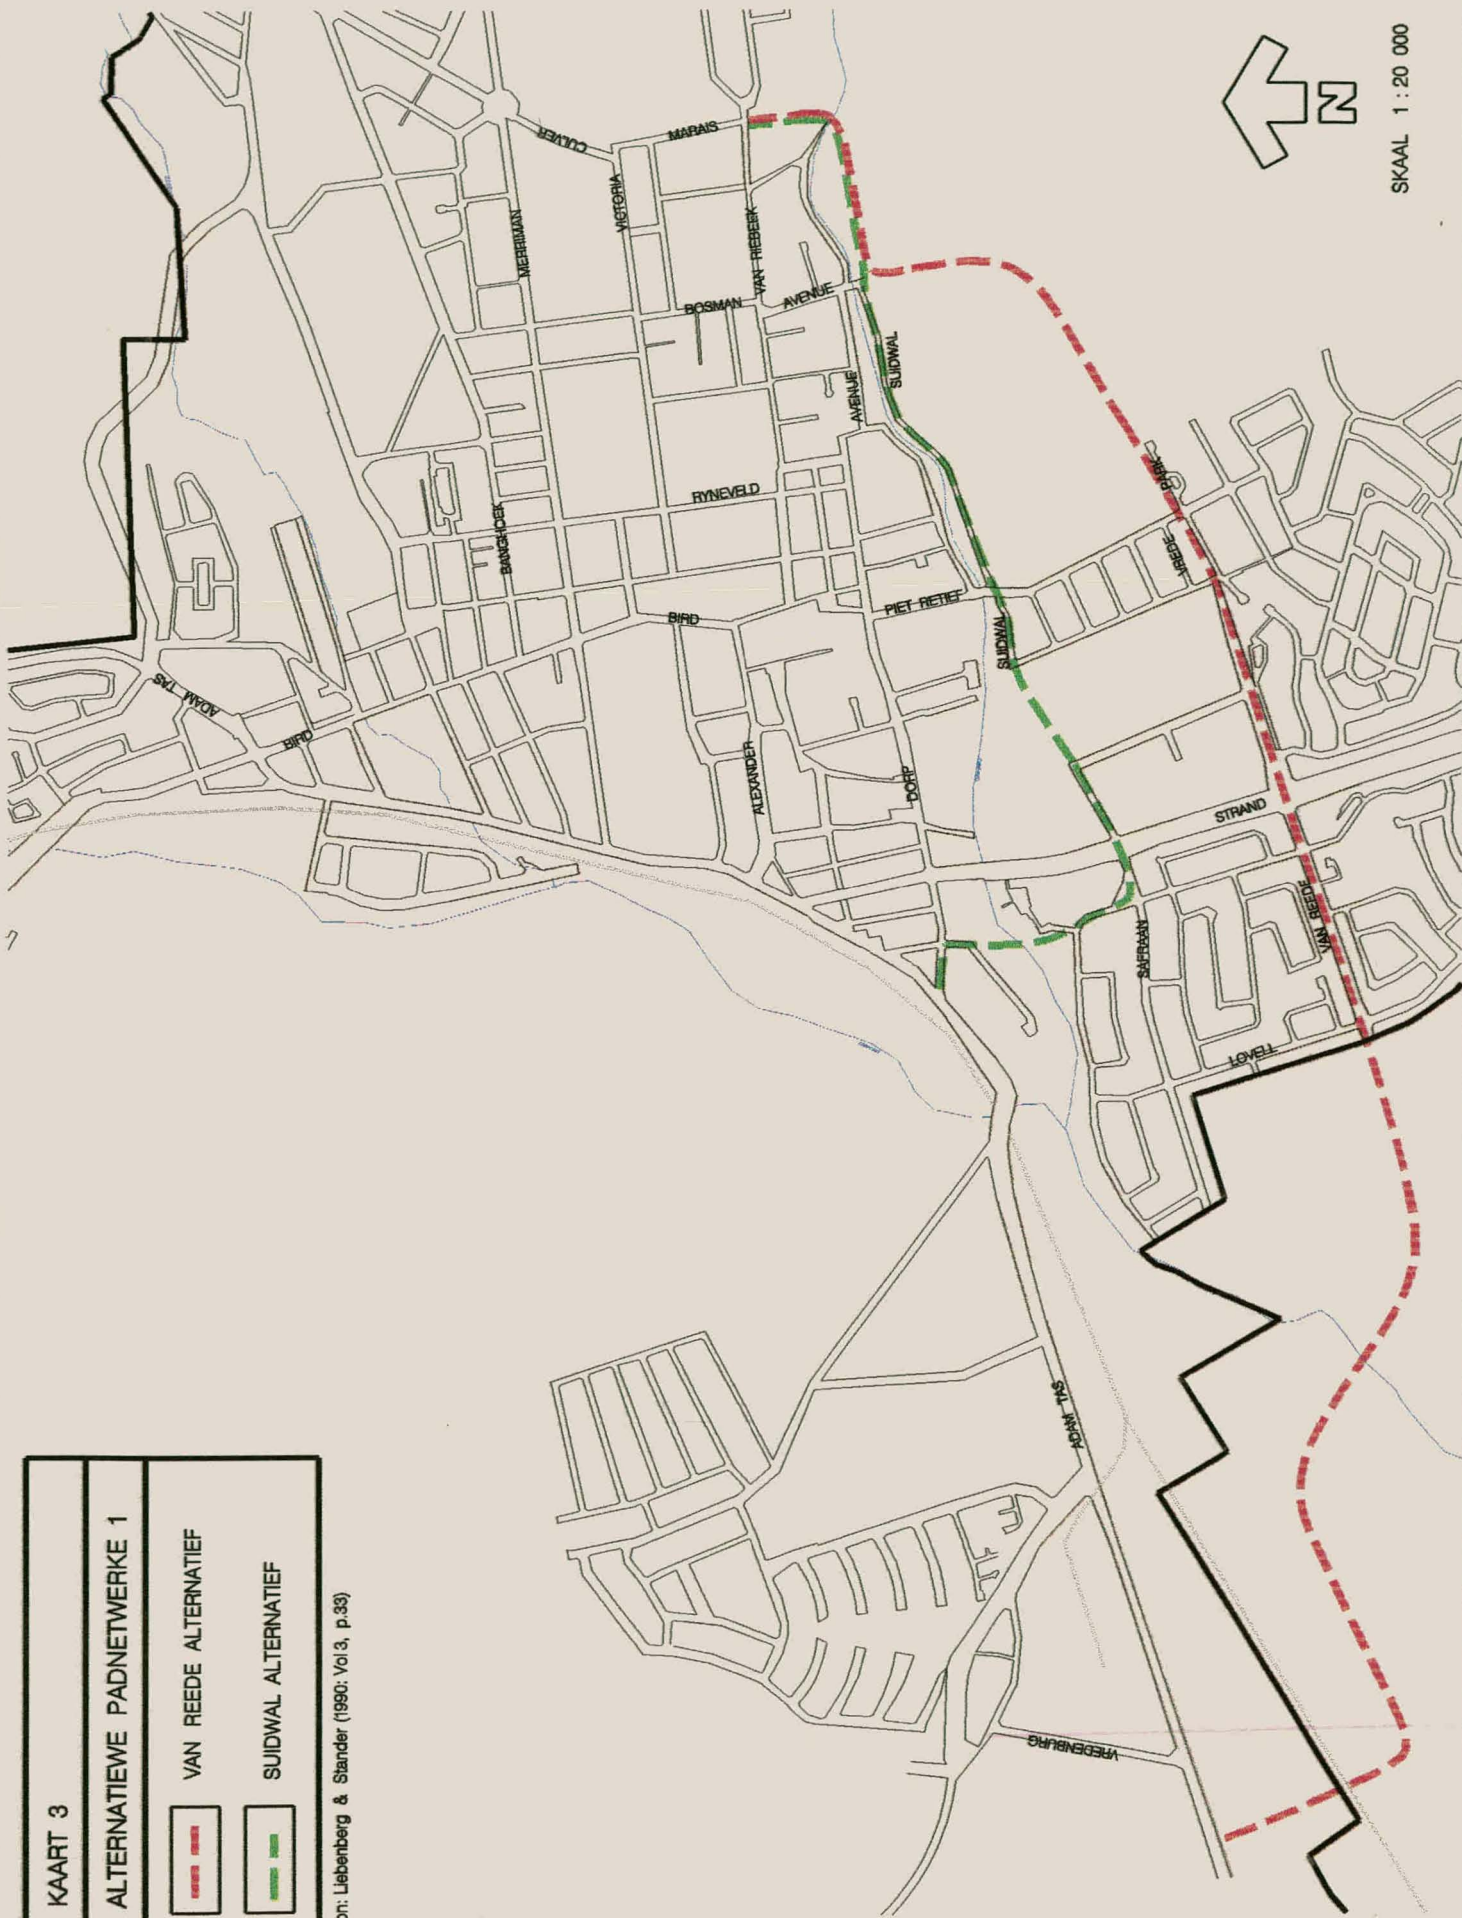 KAART 3
ALTERNATIEWE PADNETWERKE 1
VAN REEDE ALTERNATIEF
SUIDWAL ALTERNATIEF
on: Liebenberg & Stander (1990: Vol 3, p.33)
N
SKAAL 1 : 20 000
CULVER
MARAIS
MERRIMAN
VICTORIA
VAN RIEBEEK
BOSMAN
AVENUE
AVENUE
SUIDWAL
BANGHOEK
RYNEVELD
VREDE
PARK
BIRD
PIET RETIEF
SUIDWAL
ADAM TAS
BIRD
ALEXANDER
DORP
STRAND
SAFRAAN
VAN REEDE
LOVELL
ADAM TAS
VREDENBURG